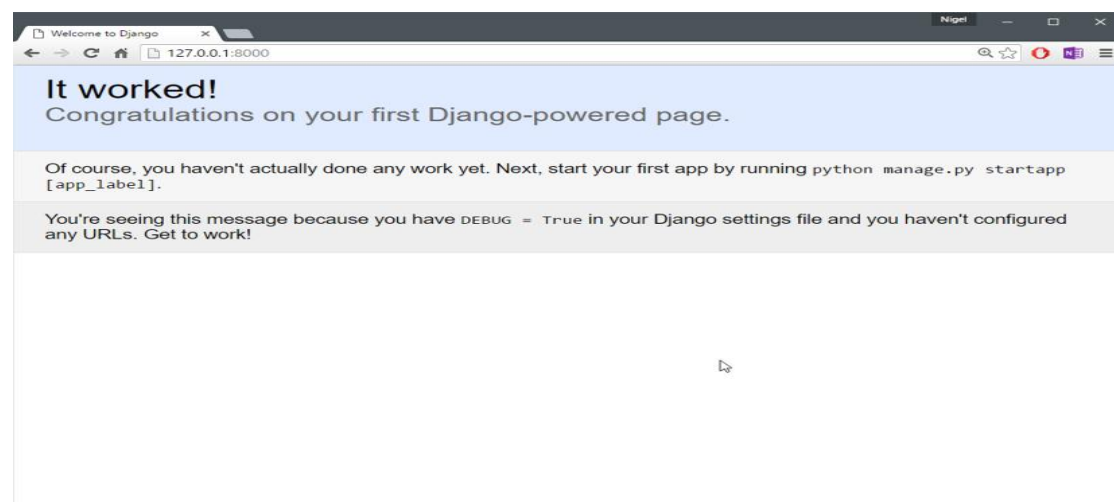 Nigel
Welcome to Django
127.0.0.1:8000
N
It worked!
Congratulations on your first Django-powered page.
Of course, you haven't actually done any work yet. Next, start your first app by running python manage.py startapp
[app_label].
You're seeing this message because you have DEBUG = True in your Django settings file and you haven't configured
any URLs. Get to work!